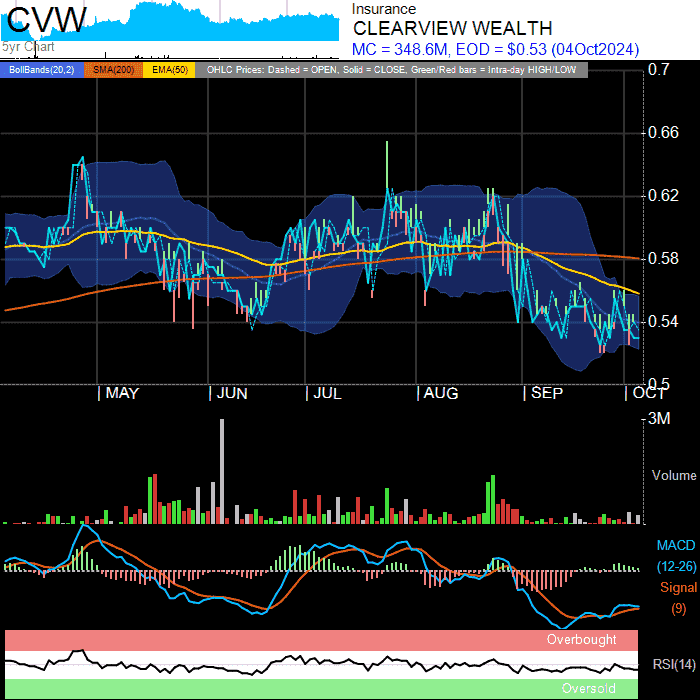 CVW
5yr Chart
Insurance
CLEARVIEW WEALTH
MC = 348.6M, EOD = $0.53 (04Oct2024)
BollBands(20,2) SMA(200) EMA(50) OHLC Prices: Dashed = OPEN, Solid = CLOSE, Green/Red bars = Intra-day HIGH/LOW
0.7
0.66
0.62
0.58
0.54
0.5
MAY JUN JUL AUG SEP OCT
3M
Volume
MACD
(12-26)
Signal
(9)
Overbought
RSI(14)
Oversold